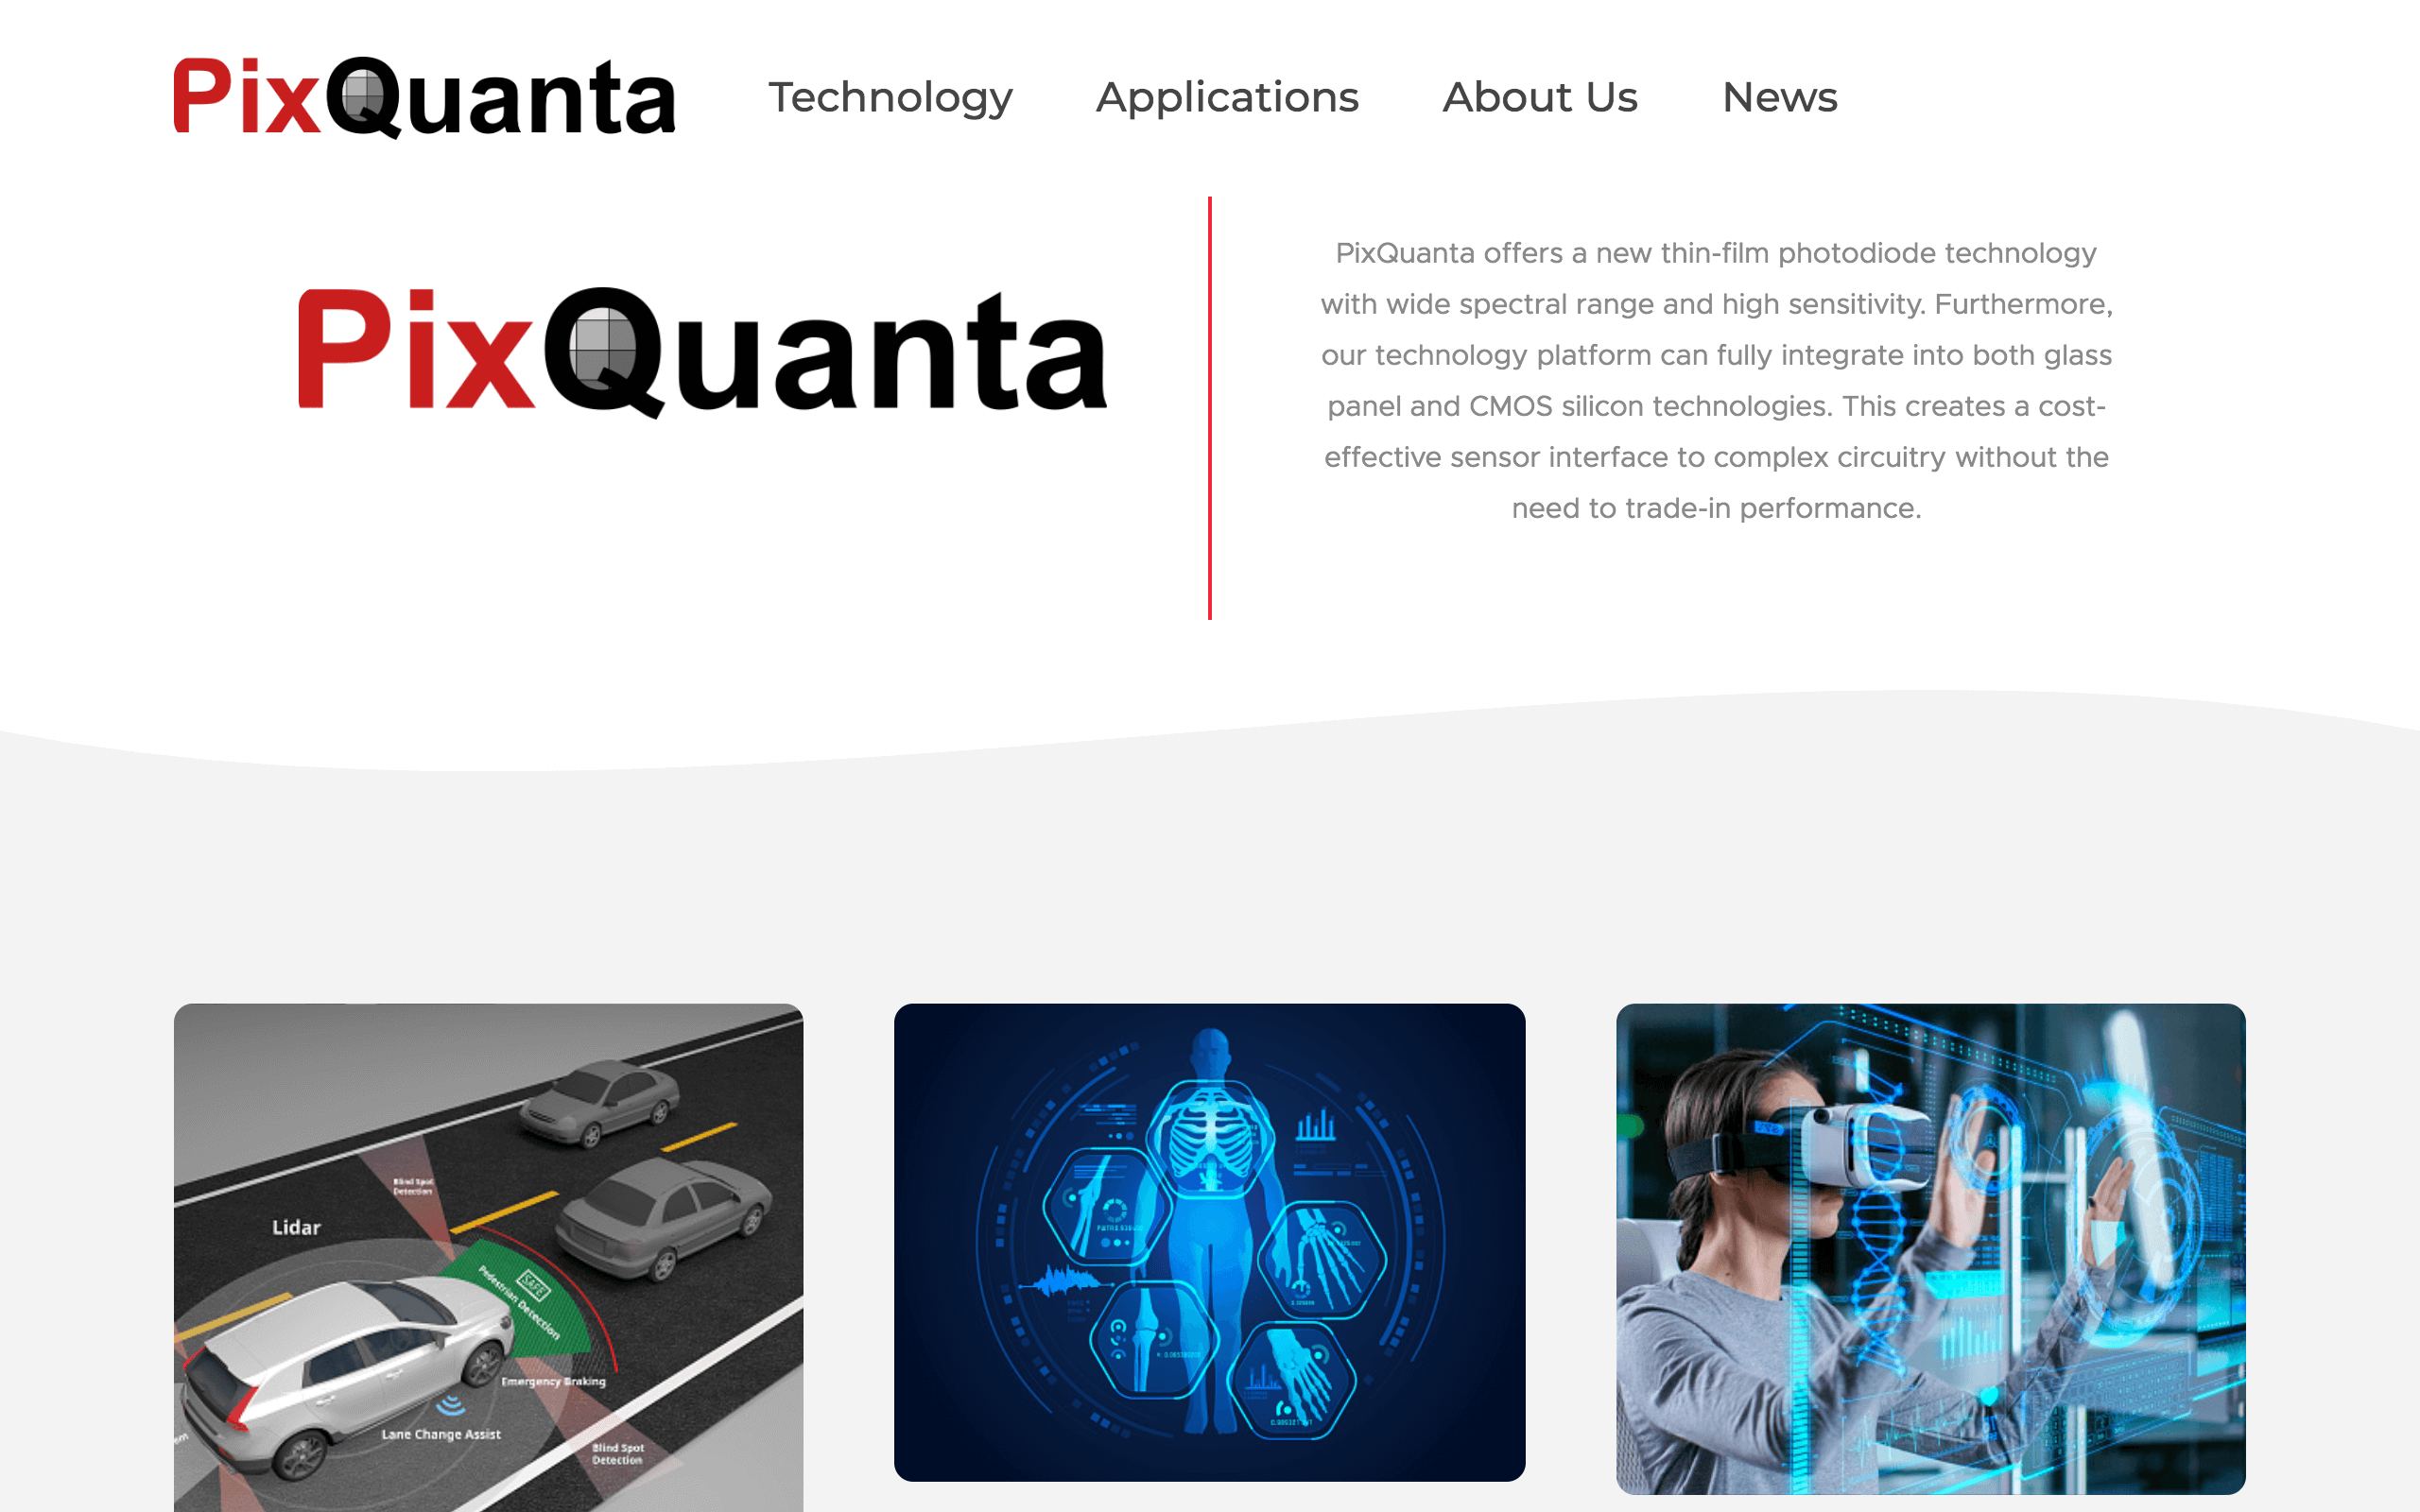 PixQuanta
Technology
Applications
About Us
News
PixQuanta
PixQuanta offers a new thin-film photodiode technology
with wide spectral range and high sensitivity. Furthermore,
our technology platform can fully integrate into both glass
panel and CMOS silicon technologies. This creates a cost-
effective sensor interface to complex circuitry without the
need to trade-in performance.
Blind Spot
Detection
Lidar
SAFE
Pedestrian Detection
Emergency Braking
Lane Change Assist
Blind Spot
Detection